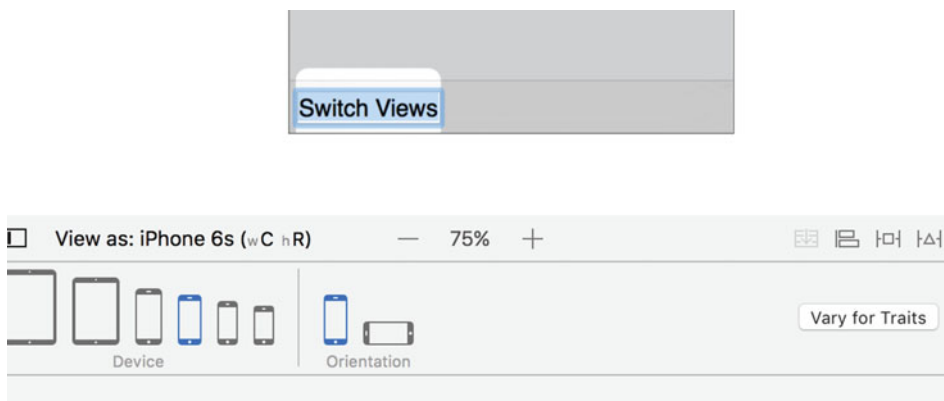 Switch Views
View as: iPhone 6s (wC hR) — 75% +
Device
Orientation
Vary for Traits